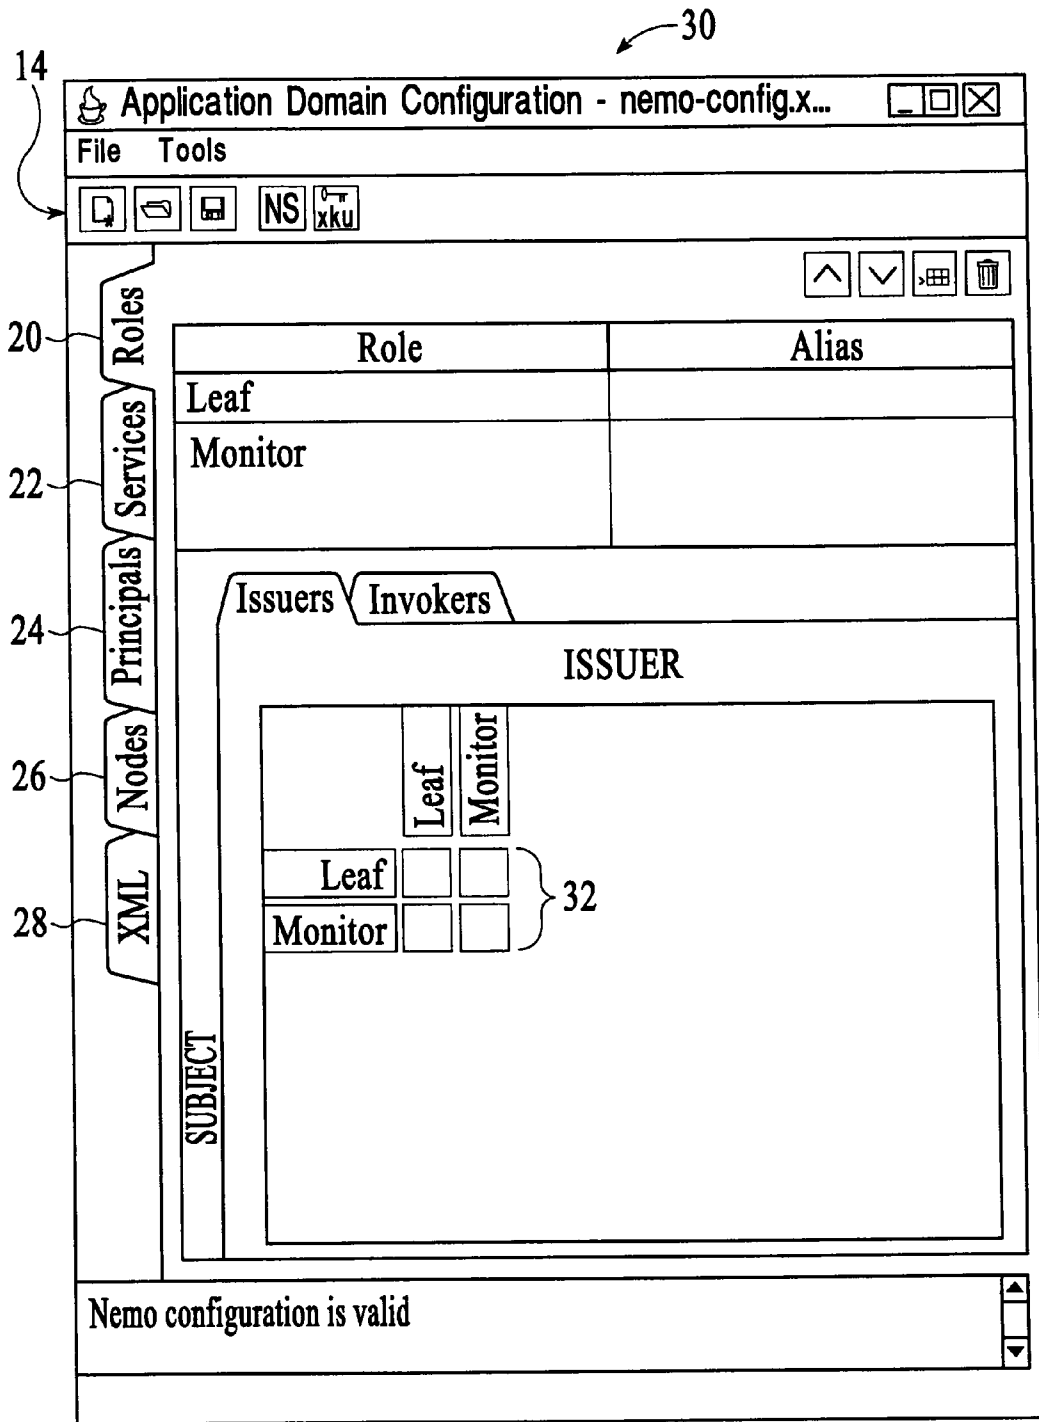 30
14
Application Domain Configuration - nemo-config.x...
File Tools
NS xku
20
Roles
22
Services
24
Principals
26
Nodes
28
XML
Role Alias
Leaf
Monitor
Issuers Invokers
ISSUER
SUBJECT
Leaf Monitor
Leaf
Monitor
32
Nemo configuration is valid